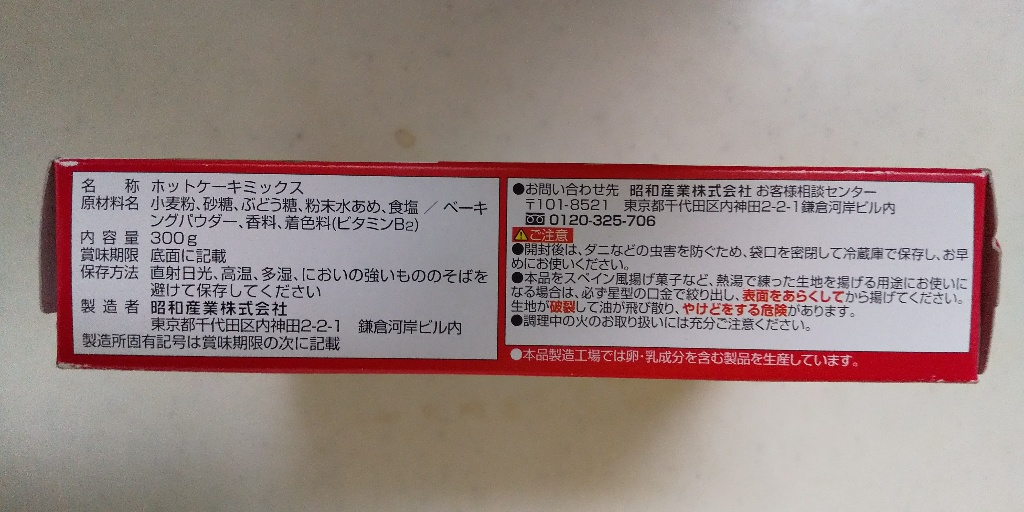 名　称 ホットケーキミックス
原材料名 小麦粉、砂糖、ぶどう糖、粉末水あめ、食塩 ／ ベーキ
ングパウダー、香料、着色料(ビタミンB2)
内容量 300g
賞味期限 底面に記載
保存方法 直射日光、高温、多湿、においの強いもののそばを
避けて保存してください
製造者 昭和産業株式会社
東京都千代田区内神田2-2-1 鎌倉河岸ビル内
製造所固有記号は賞味期限の次に記載
●お問い合わせ先 昭和産業株式会社 お客様相談センター
〒101-8521 東京都千代田区内神田2-2-1鎌倉河岸ビル内
0120-325-706
⚠ご注意
●開封後は、ダニなどの虫害を防ぐため、袋口を密閉して冷蔵庫で保存し、お早
めにお使いください。
●本品をスペイン風揚げ菓子など、熱湯で練った生地を揚げる用途にお使いに
なる場合は、必ず星型の口金で絞り出し、表面をあらくしてから揚げてください。
生地が破裂して油が飛び散り、やけどをする危険があります。
●調理中の火のお取り扱いには充分ご注意ください。
●本品製造工場では卵・乳成分を含む製品を生産しています。